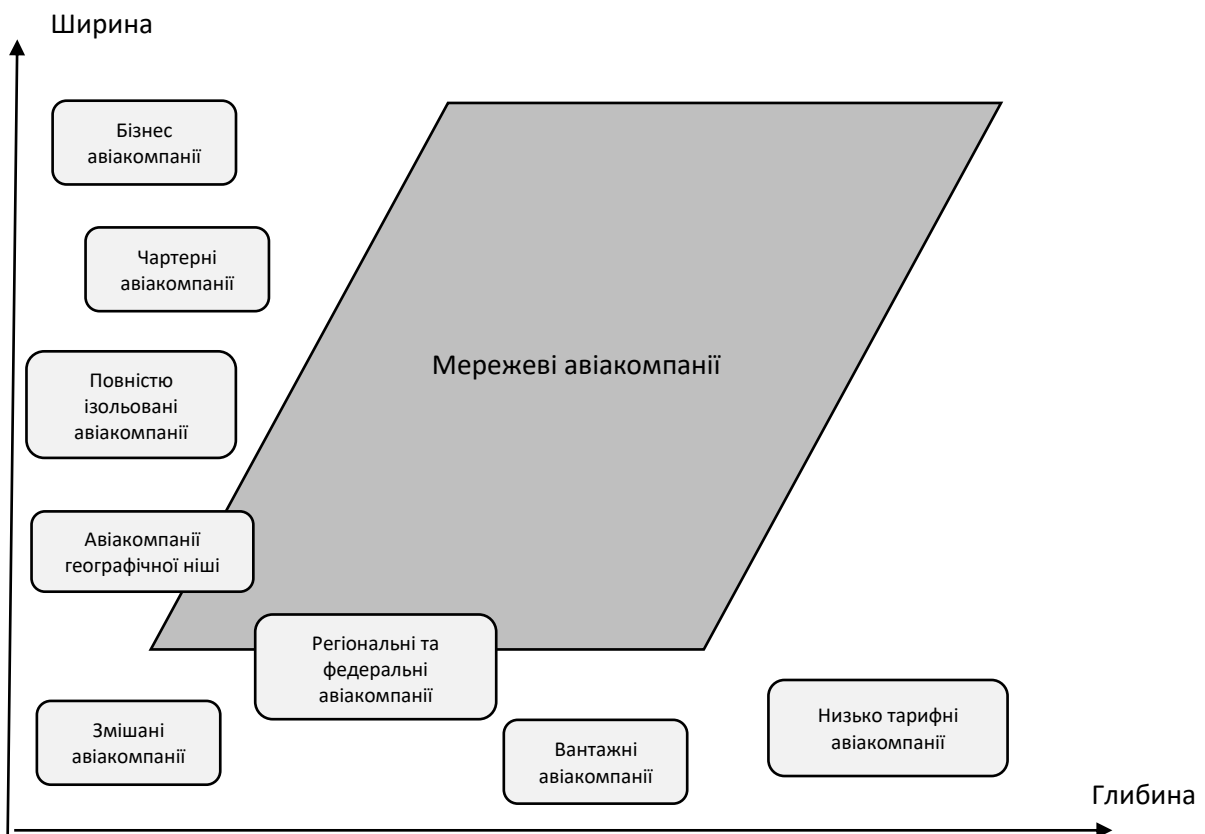 Ширина
Бізнес
авіакомпанії
Чартерні
авіакомпанії
Повністю
ізольовані
авіакомпанії
Мережеві авіакомпанії
Авіакомпанії
географічної ніші
Регіональні та
федеральні
авіакомпанії
Змішані
авіакомпанії
Вантажні
авіакомпанії
Низько тарифні
авіакомпанії
Глибина